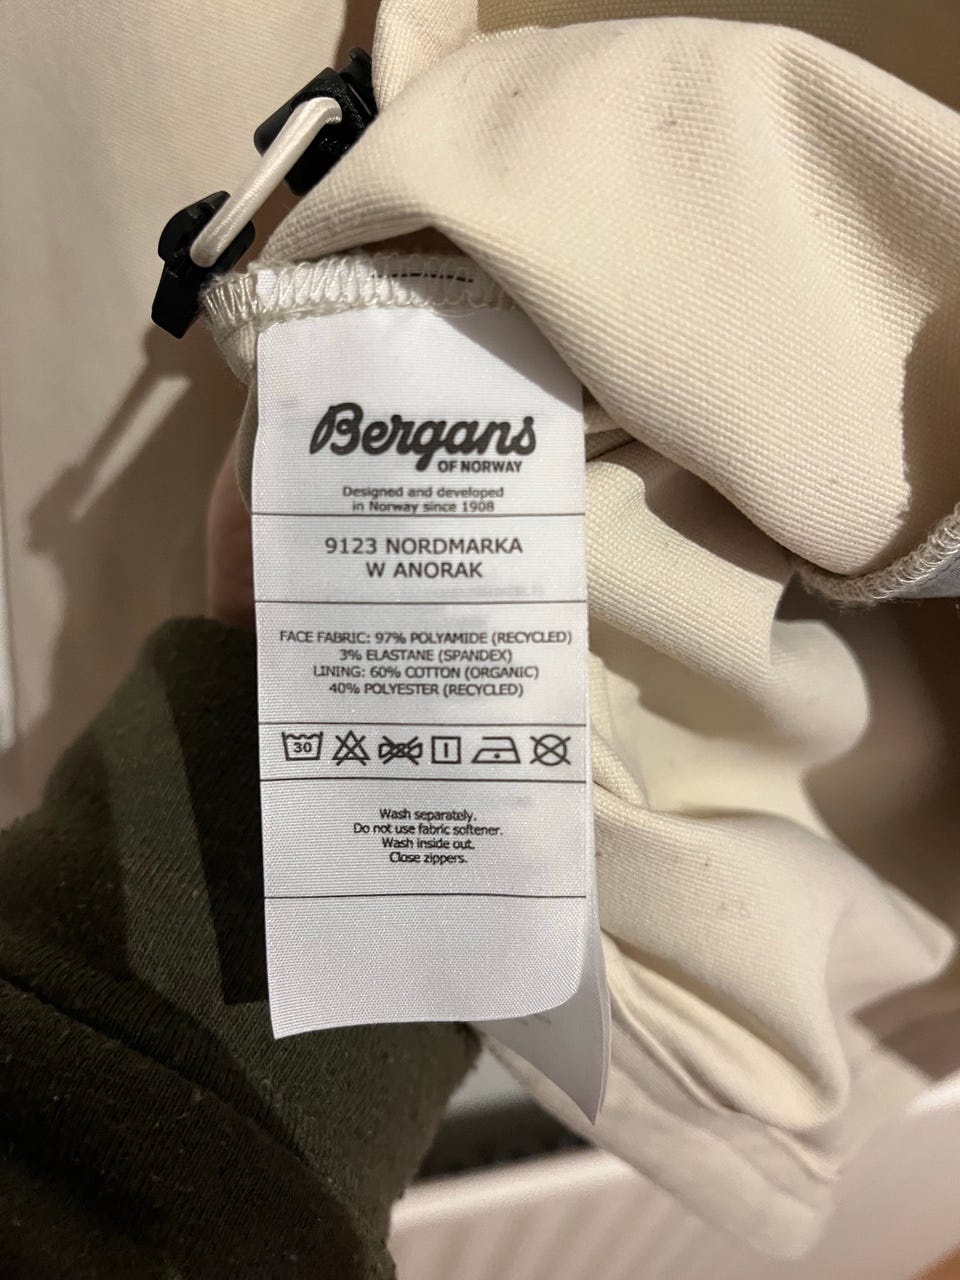 Bergans
OF NORWAY
Designed and developed
in Norway since 1908
9123 NORDMARKA
W ANORAK
FACE FABRIC: 97% POLYAMIDE (RECYCLED)
3% ELASTANE (SPANDEX)
LINING: 60% COTTON (ORGANIC)
40% POLYESTER (RECYCLED)
30
Wash separately.
Do not use fabric softener.
Wash inside out.
Close zippers.